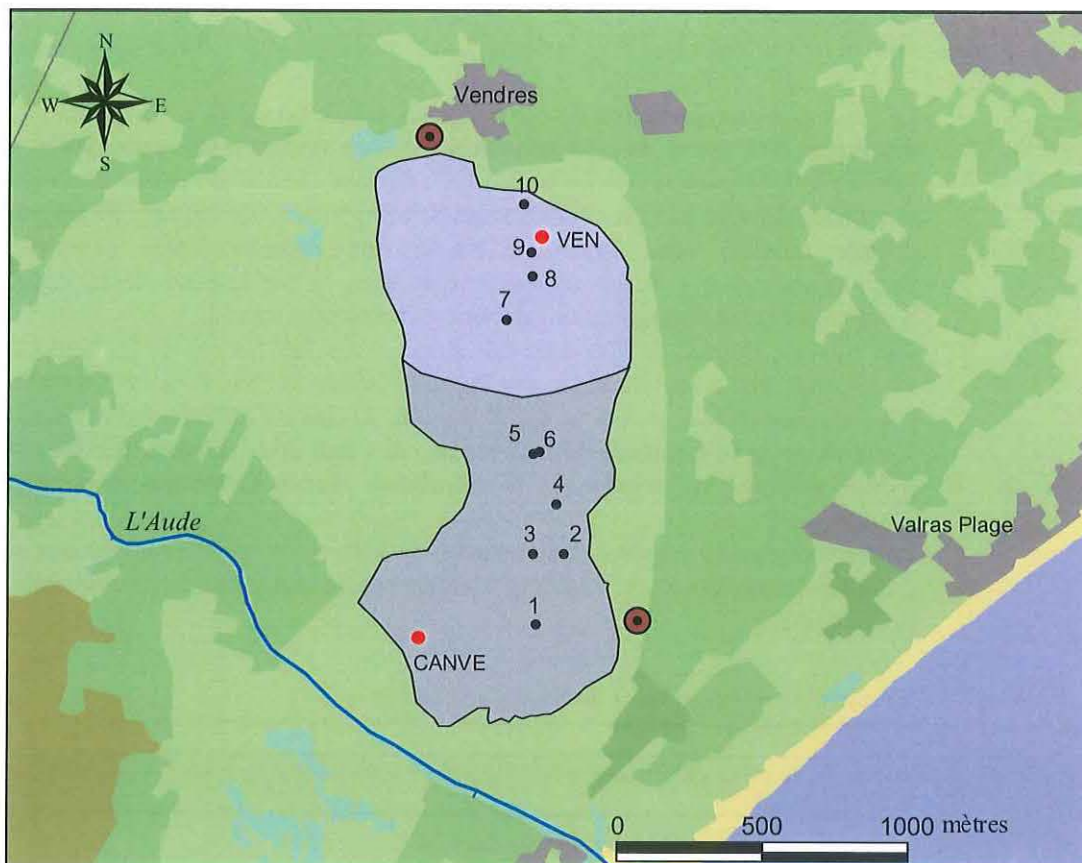 N
W E
S
Vendres
10
VEN
9
8
7
5 6
4
L'Aude
Valras Plage
3 2
1
CANVE
0 500 1000 mètres